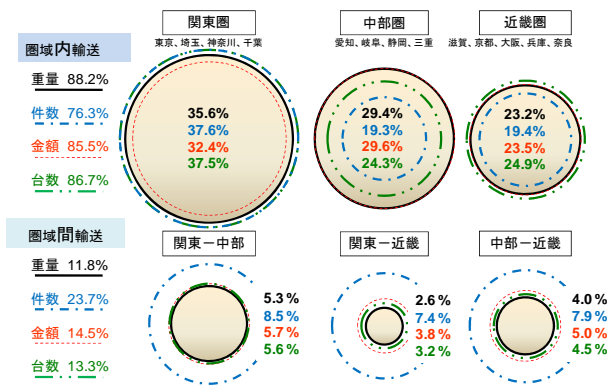 関東圏
中部圏
近畿圏
東京、埼玉、神奈川、千葉
愛知、岐阜、静岡、三重
滋賀、京都、大阪、兵庫、奈良
圏域内輸送
重量 88.2%
件数 76.3%
金額 85.5%
台数 86.7%
35.6%
37.6%
32.4%
37.5%
29.4%
19.3%
29.6%
24.3%
23.2%
19.4%
23.5%
24.9%
圏域間輸送
重量 11.8%
件数 23.7%
金額 14.5%
台数 13.3%
関東－中部
関東－近畿
中部－近畿
5.3%
8.5%
5.7%
5.6%
2.6%
7.4%
3.8%
3.2%
4.0%
7.9%
5.0%
4.5%